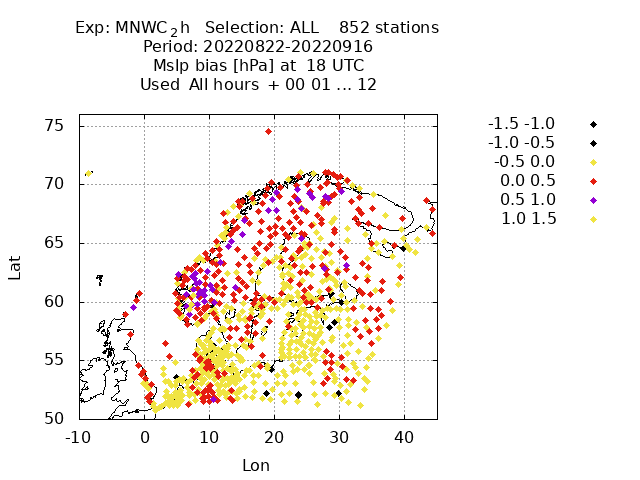 Exp: MNWC_2h Selection: ALL 852 stations
Period: 20220822-20220916
Mslp bias [hPa] at 18 UTC
Used All hours + 00 01 ... 12
75
70
65
60
55
50
Lat
-10 0 10 20 30 40
Lon
-1.5 -1.0
-1.0 -0.5
-0.5 0.0
0.0 0.5
0.5 1.0
1.0 1.5